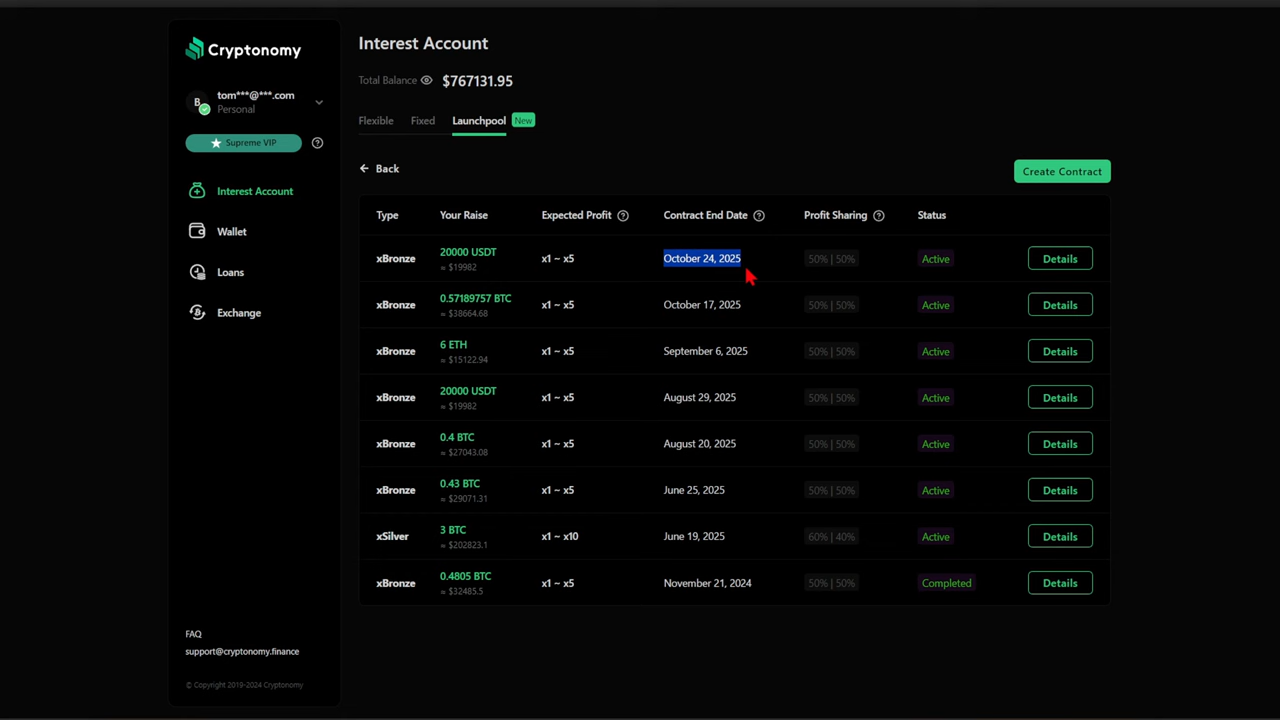 Cryptonomy
B
tom***@***.com
Personal
Supreme VIP
Interest Account
Wallet
Loans
Exchange
FAQ
support@cryptonomy.finance
© Copyright 2019-2024 Cryptonomy
Interest Account
Total Balance $767131.95
Flexible Fixed Launchpool New
Back
Create Contract
Type Your Raise Expected Profit Contract End Date Profit Sharing Status
xBronze 20000 USDT x1 ~ x5 October 24, 2025 50% | 50% Active Details
≈ $19982
xBronze 0.57189757 BTC x1 ~ x5 October 17, 2025 50% | 50% Active Details
≈ $38664.68
xBronze 6 ETH x1 ~ x5 September 6, 2025 50% | 50% Active Details
≈ $15122.94
xBronze 20000 USDT x1 ~ x5 August 29, 2025 50% | 50% Active Details
≈ $19982
xBronze 0.4 BTC x1 ~ x5 August 20, 2025 50% | 50% Active Details
≈ $27043.08
xBronze 0.43 BTC x1 ~ x5 June 25, 2025 50% | 50% Active Details
≈ $29071.31
xSilver 3 BTC x1 ~ x10 June 19, 2025 60% | 40% Active Details
≈ $202823.1
xBronze 0.4805 BTC x1 ~ x5 November 21, 2024 50% | 50% Completed Details
≈ $32485.5